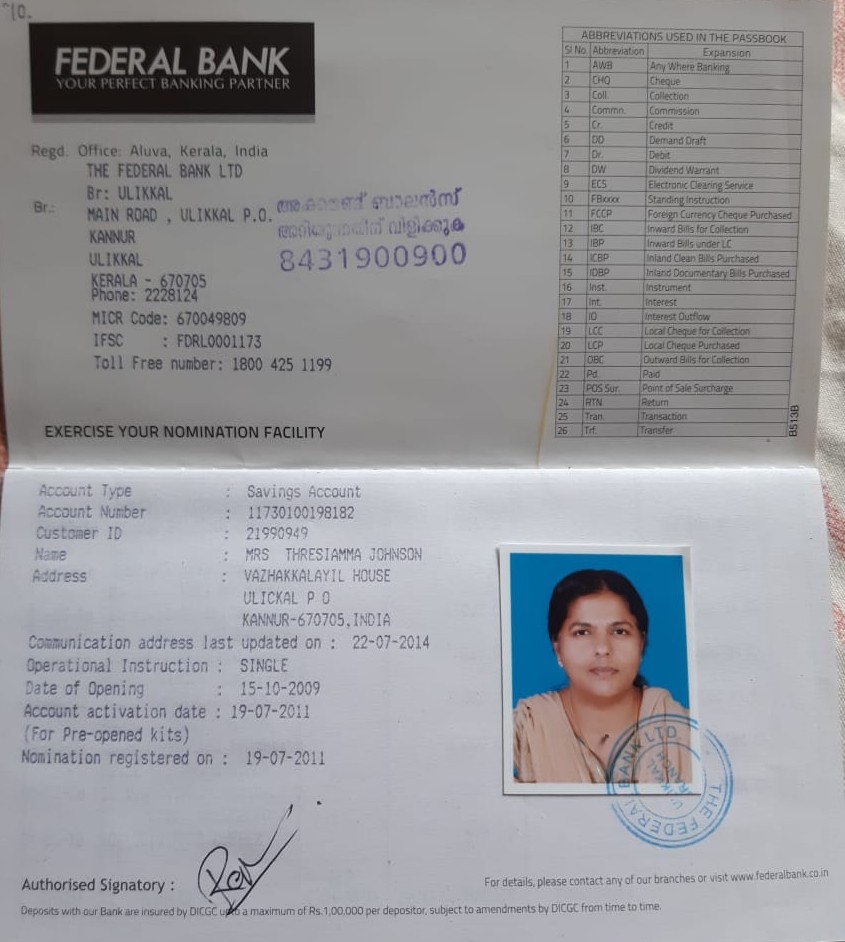 10.
FEDERAL BANK
YOUR PERFECT BANKING PARTNER
Regd. Office: Aluva, Kerala, India
THE FEDERAL BANK LTD
Br: ULIKKAL
Br.: MAIN ROAD , ULIKKAL P.O.
KANNUR
ULIKKAL
KERALA - 670705
Phone: 2228124
MICR Code: 670049809
IFSC : FDRL0001173
Toll Free number: 1800 425 1199
അക്കൗണ്ട് ബാലൻസ്
അറിയുന്നതിന് വിളിക്കുക
8431900900
EXERCISE YOUR NOMINATION FACILITY
ABBREVIATIONS USED IN THE PASSBOOK
Sl No. Abbreviation Expansion
1 AWB Any Where Banking
2 CHQ Cheque
3 Coll. Collection
4 Commn. Commission
5 Cr. Credit
6 DD Demand Draft
7 Dr. Debit
8 DW Dividend Warrant
9 ECS Electronic Clearing Service
10 FBxxxx Standing Instruction
11 FCCP Foreign Currency Cheque Purchased
12 IBC Inward Bills for Collection
13 IBP Inward Bills under LC
14 ICBP Inland Clean Bills Purchased
15 IDBP Inland Documentary Bills Purchased
16 Inst. Instrument
17 Int. Interest
18 IO Interest Outflow
19 LCC Local Cheque for Collection
20 LCP Local Cheque Purchased
21 OBC Outward Bills for Collection
22 Pd. Paid
23 POS Sur. Point of Sale Surcharge
24 RTN Return
25 Tran. Transaction
26 Trf. Transfer
B513B
Account Type : Savings Account
Account Number : 11730100198182
Customer ID : 21990949
Name : MRS THRESIAMMA JOHNSON
Address : VAZHAKKALAYIL HOUSE
ULICKAL P O
KANNUR-670705,INDIA
Communication address last updated on : 22-07-2014
Operational Instruction : SINGLE
Date of Opening : 15-10-2009
Account activation date : 19-07-2011
(For Pre-opened kits)
Nomination registered on : 19-07-2011
THE FEDERAL BANK LTD.
ULIKKAL
BRANCH
Authorised Signatory :
For details, please contact any of our branches or visit www.federalbank.co.in
Deposits with our Bank are insured by DICGC upto a maximum of Rs.1,00,000 per depositor, subject to amendments by DICGC from time to time.